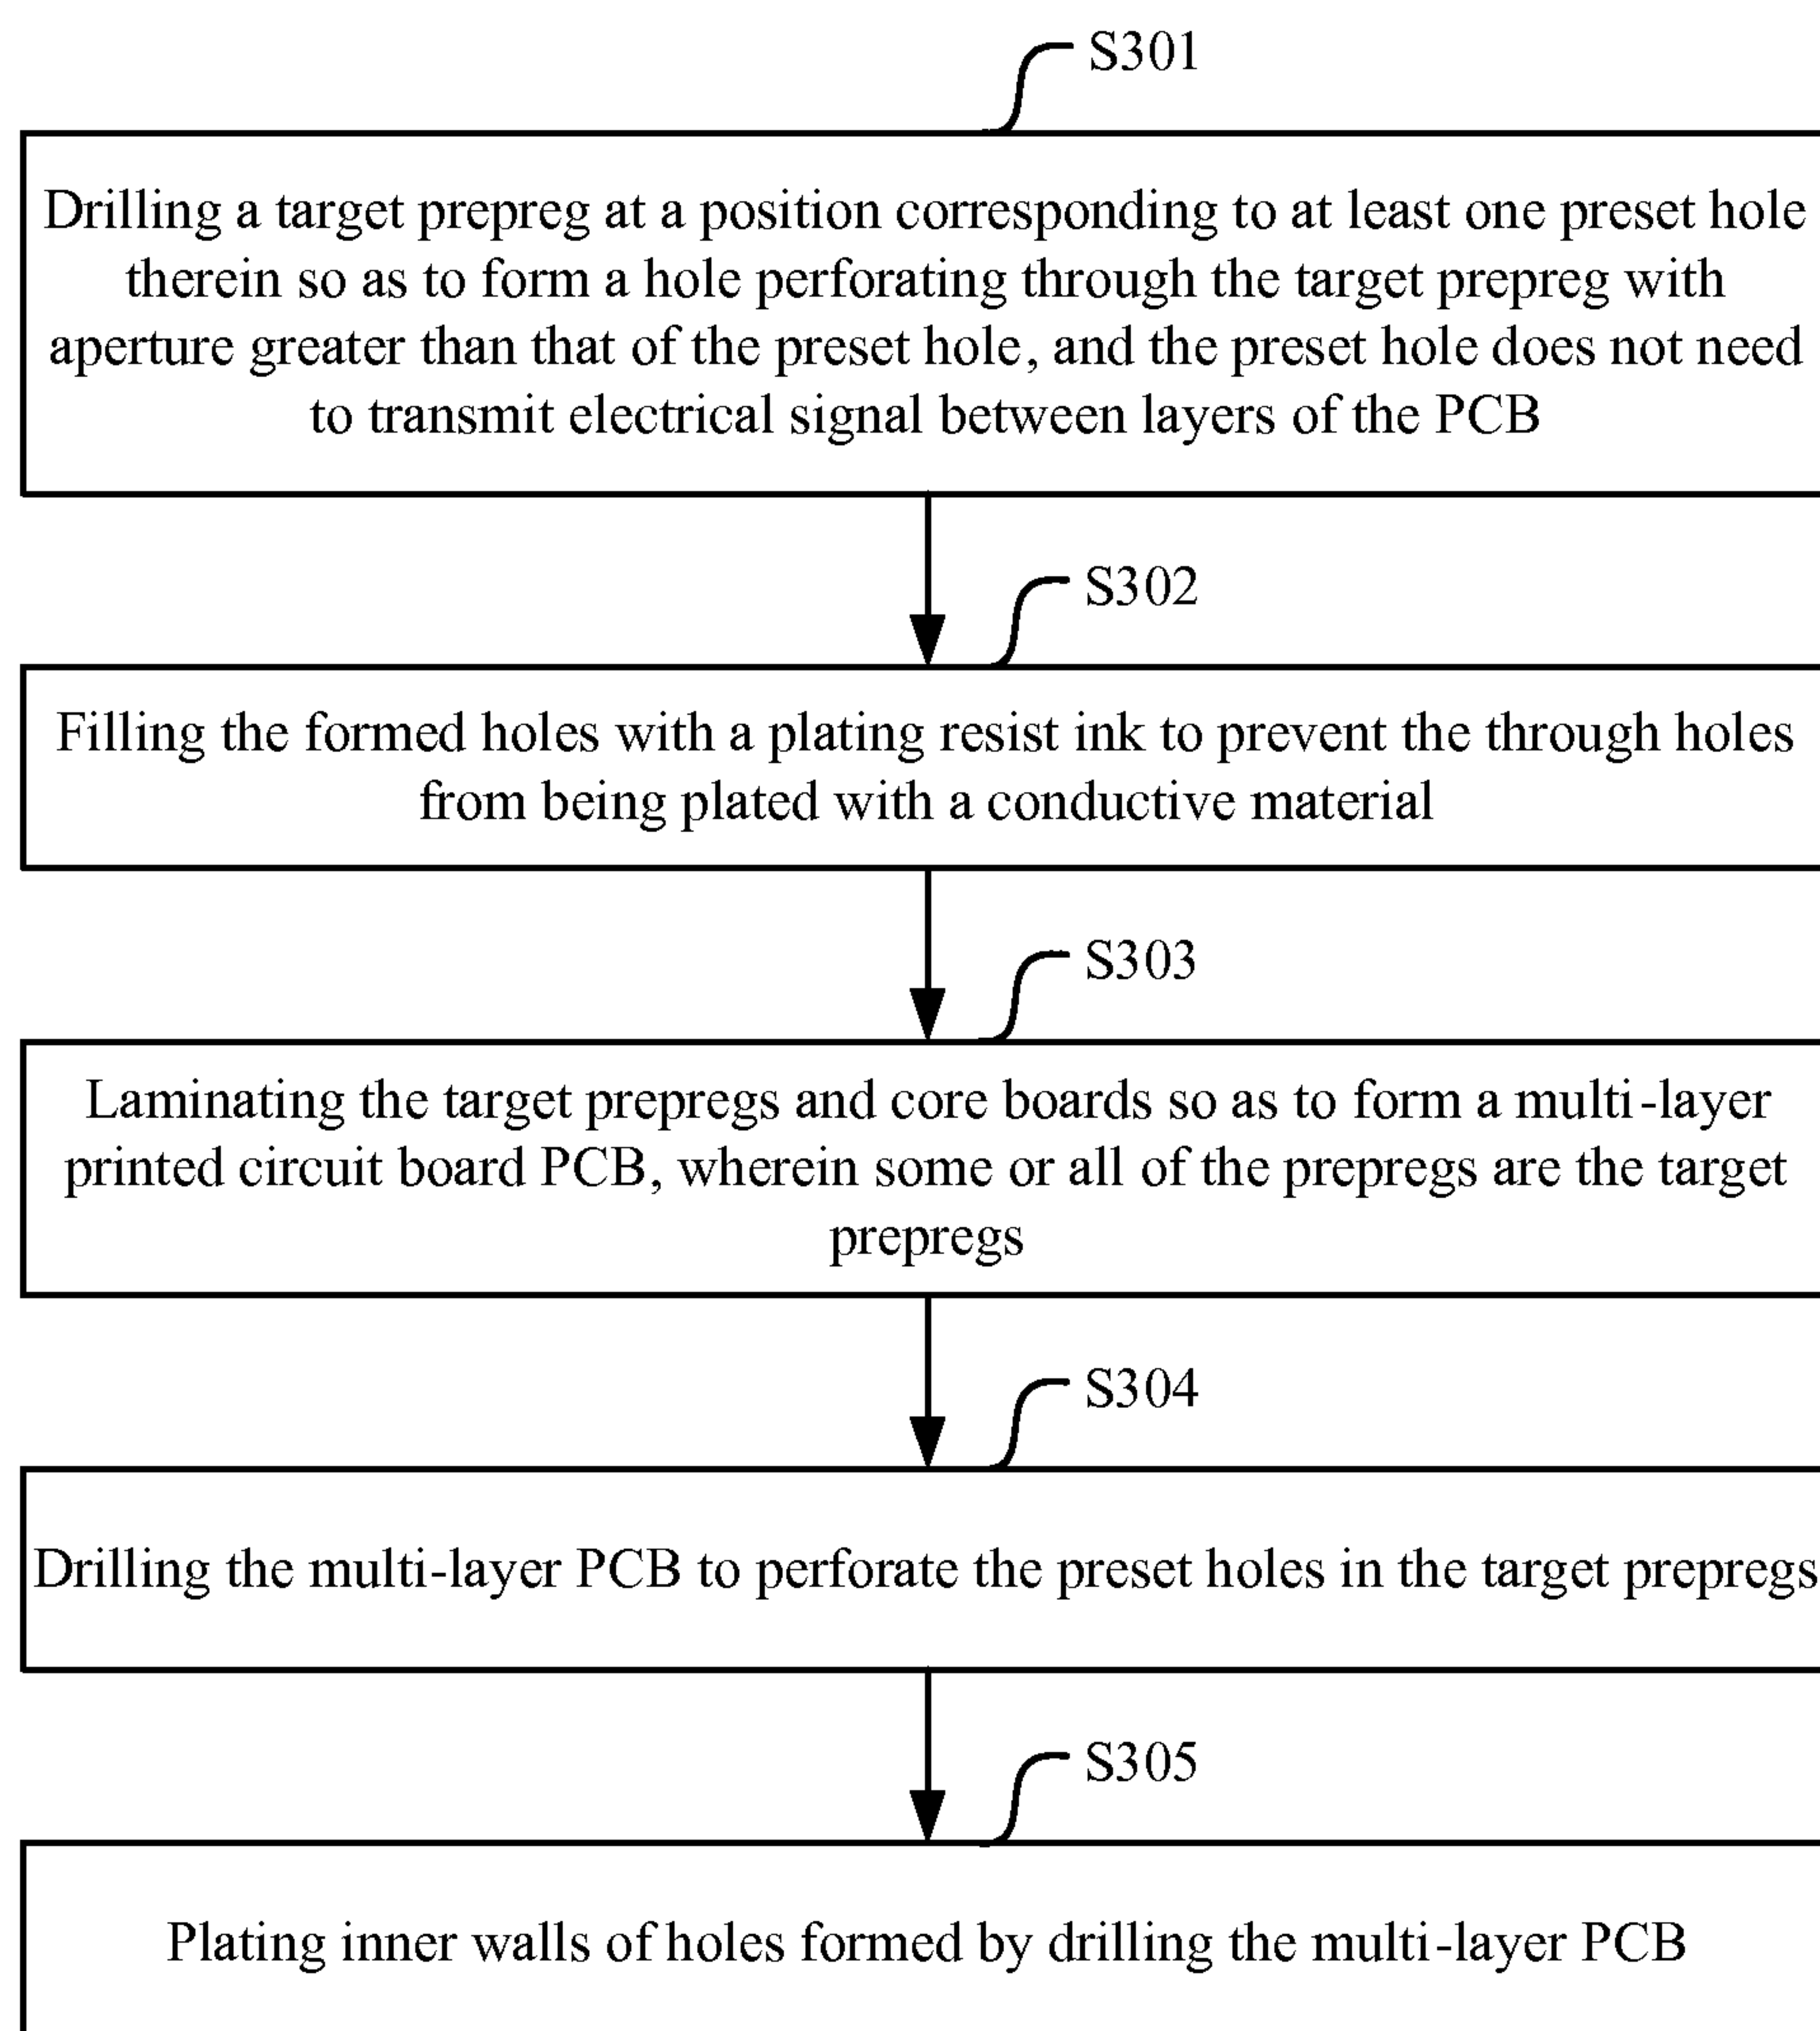 S301
Drilling a target prepreg at a position corresponding to at least one preset hole
therein so as to form a hole perforating through the target prepreg with
aperture greater than that of the preset hole, and the preset hole does not need
to transmit electrical signal between layers of the PCB
S302
Filling the formed holes with a plating resist ink to prevent the through holes
from being plated with a conductive material
S303
Laminating the target prepregs and core boards so as to form a multi-layer
printed circuit board PCB, wherein some or all of the prepregs are the target
prepregs
S304
Drilling the multi-layer PCB to perforate the preset holes in the target prepregs
S305
Plating inner walls of holes formed by drilling the multi-layer PCB